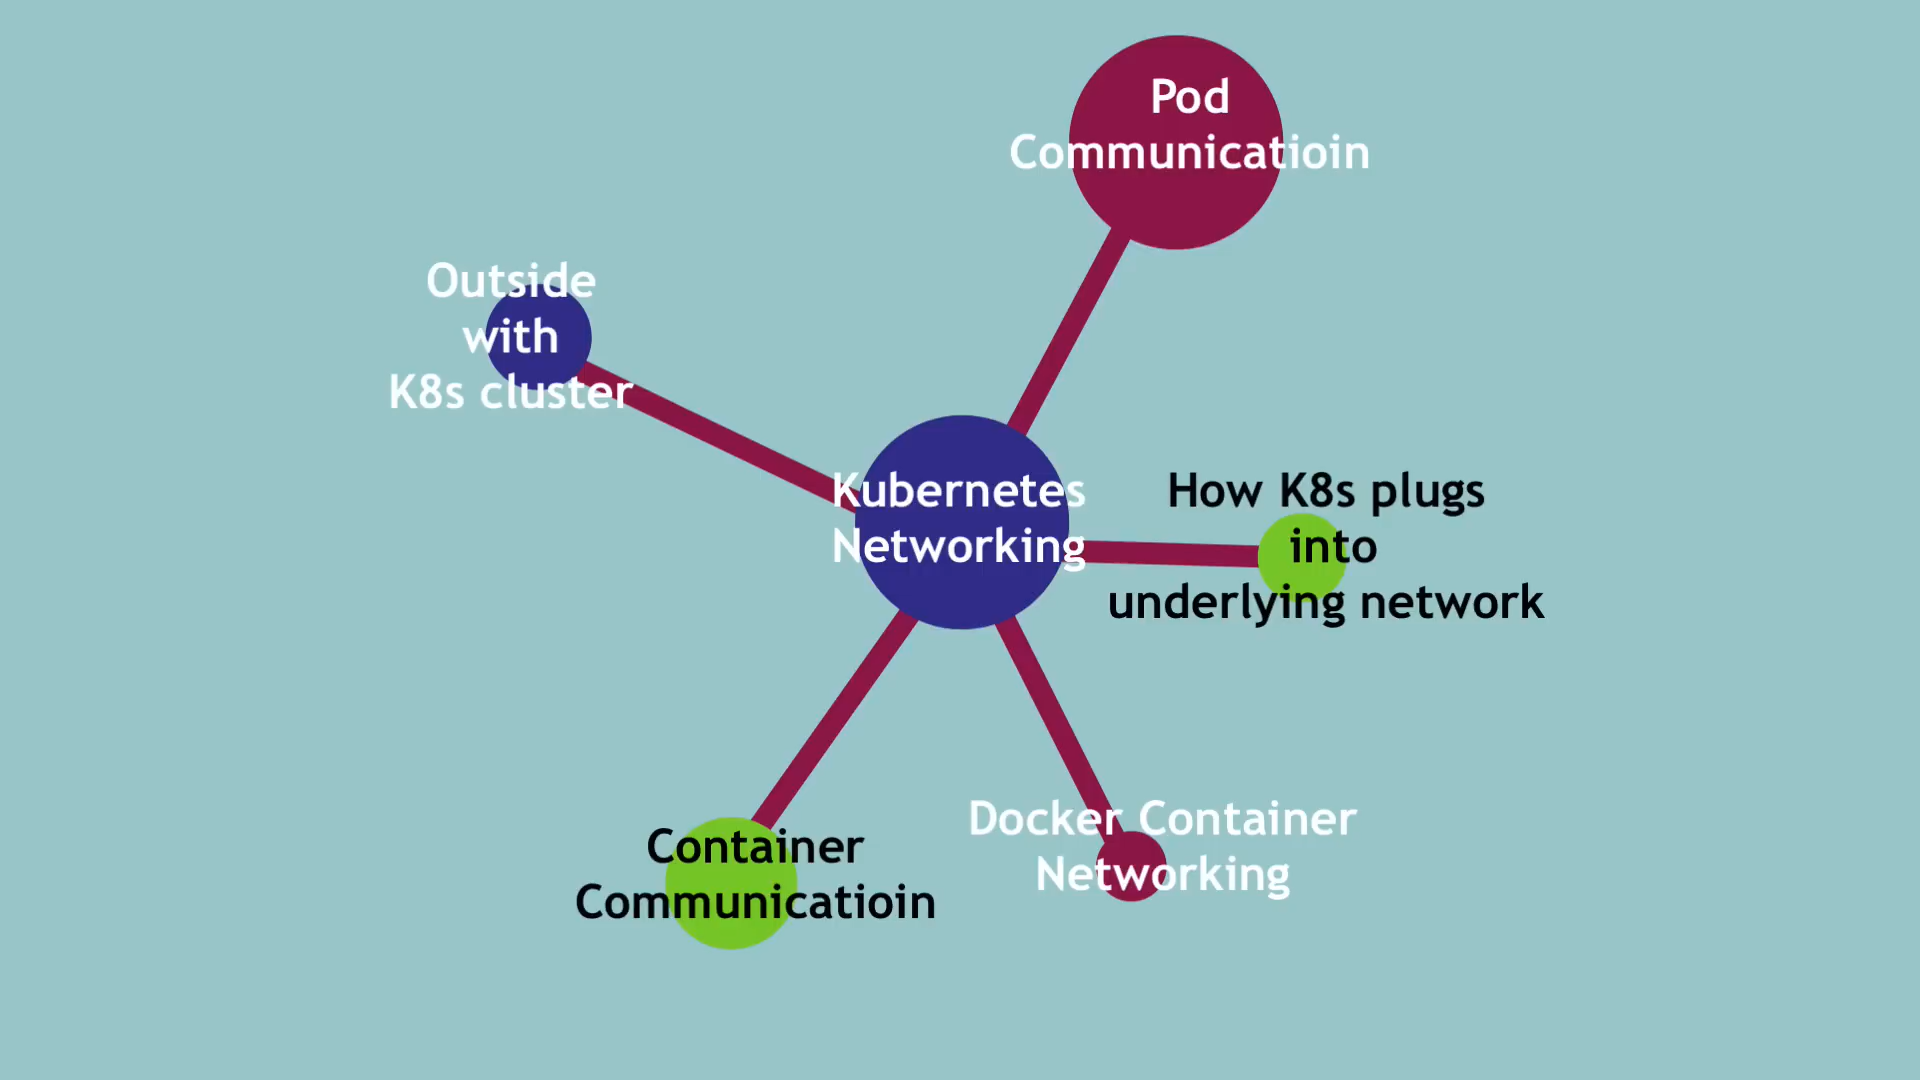 Pod
Communicatioin
Outside
with
K8s cluster
Kubernetes
Networking
How K8s plugs
into
underlying network
Docker Container
Networking
Container
Communicatioin